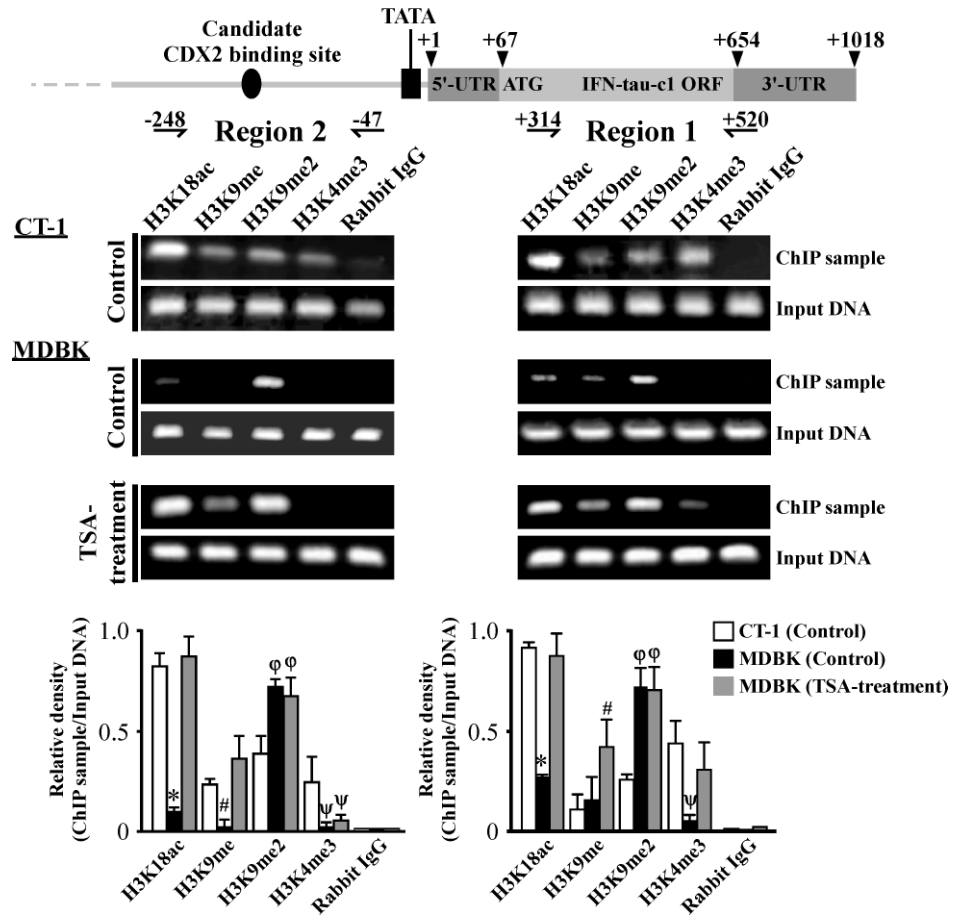 TATA
Candidate
CDX2 binding site
+1 +67 +654 +1018
5'-UTR ATG IFN-tau-c1 ORF 3'-UTR
-248 Region 2 -47 +314 Region 1 +520
H3K18ac H3K9me H3K9me2 H3K4me3 Rabbit IgG
H3K18ac H3K9me H3K9me2 H3K4me3 Rabbit IgG
CT-1
Control
ChIP sample
Input DNA
MDBK
Control
ChIP sample
Input DNA
TSA-
treatment
ChIP sample
Input DNA
Relative density
(ChIP sample/Input DNA)
1.0
0.5
0
* # φ φ ψ ψ
H3K18ac H3K9me H3K9me2 H3K4me3 Rabbit IgG
Relative density
(ChIP sample/Input DNA)
1.0
0.5
0
* # φ φ ψ
H3K18ac H3K9me H3K9me2 H3K4me3 Rabbit IgG
CT-1 (Control)
MDBK (Control)
MDBK (TSA-treatment)